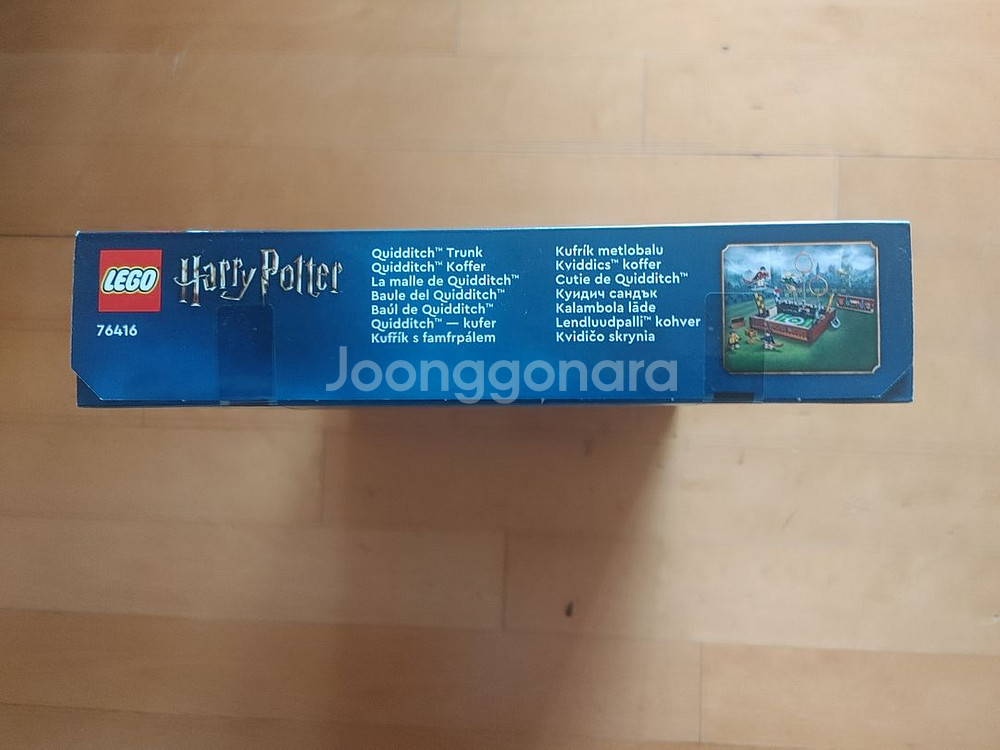 LEGO
Harry Potter
76416
Quidditch™ Trunk
Quidditch™ Koffer
La malle de Quidditch™
Baule del Quidditch™
Baúl de Quidditch™
Quidditch™ — kufer
Kufřík s famfrpálem
Kufrík metlobalu
Kviddics™ koffer
Cutie de Quidditch™
Куидич сандък
Kalambola lāde
Lendluudpalli™ kohver
Kvidičo skrynia
Joonggonara